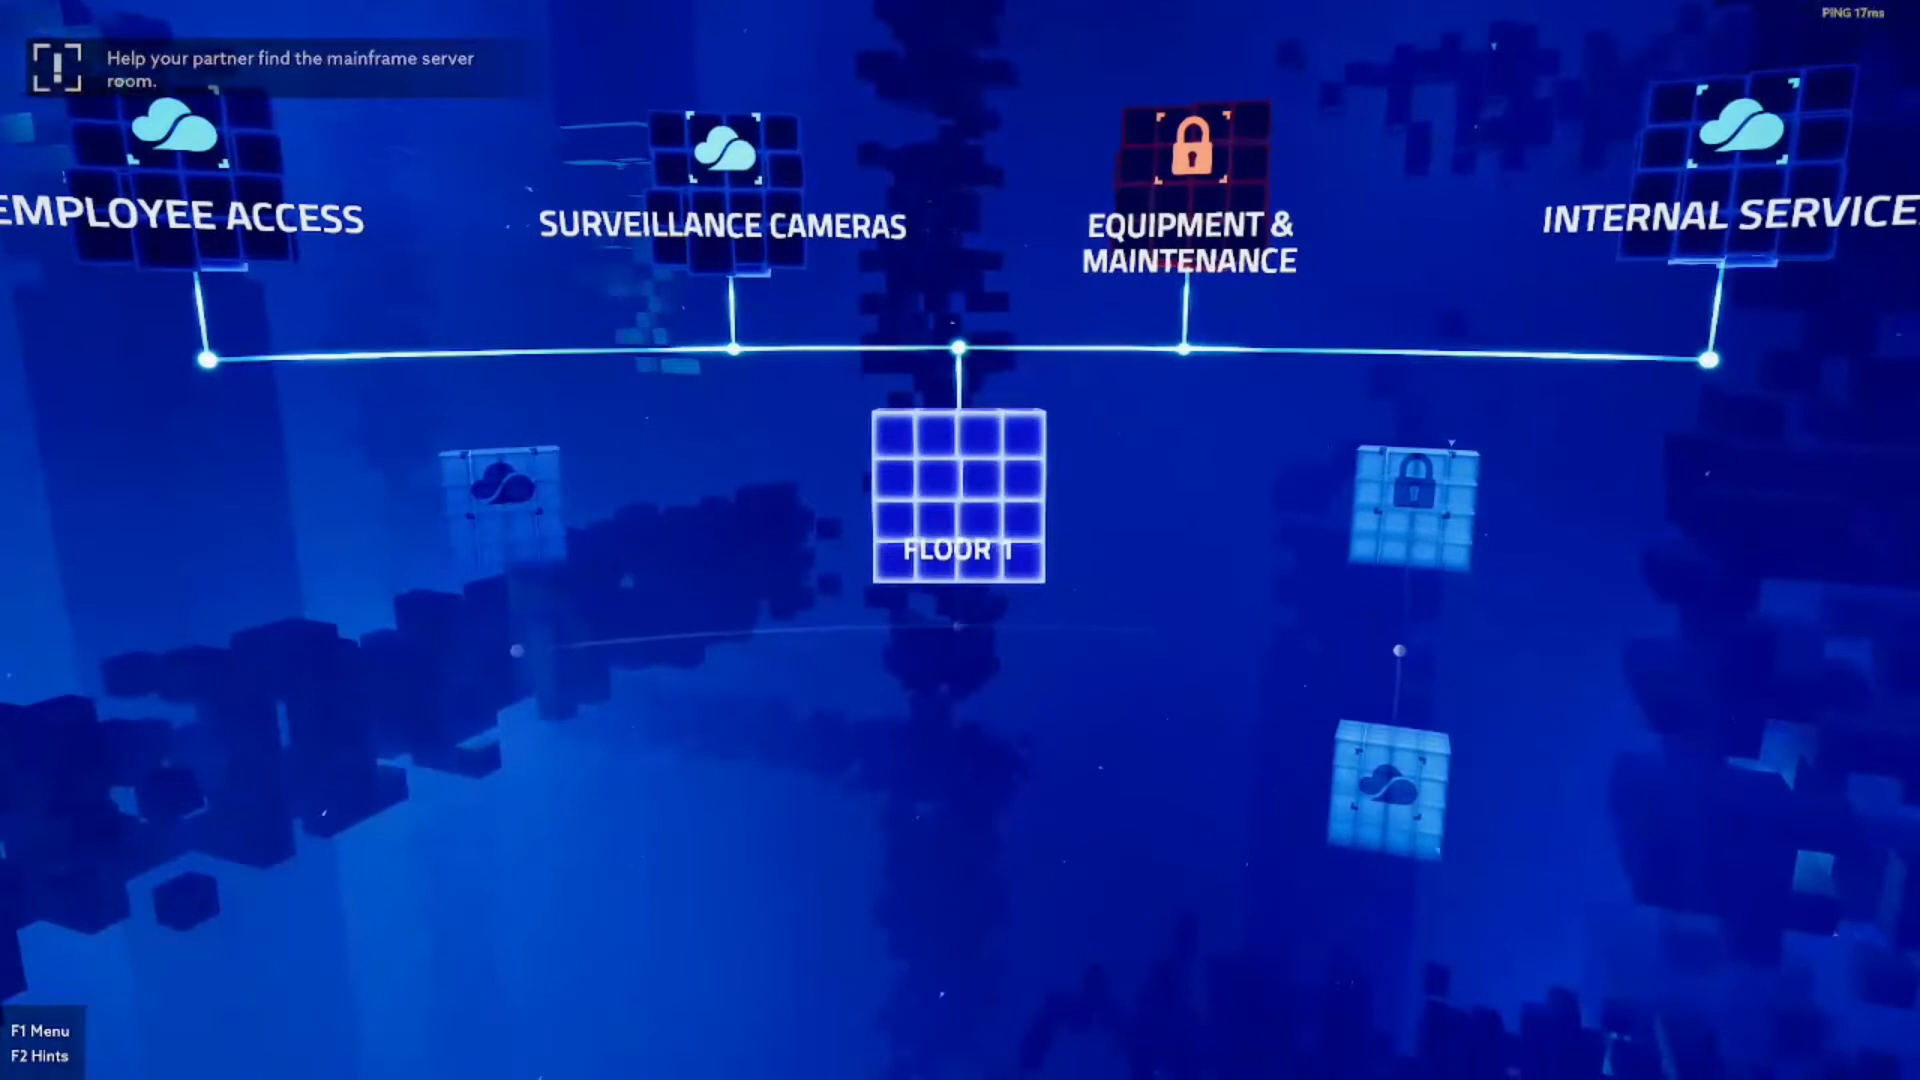 PING 17ms
Help your partner find the mainframe server
room.
EMPLOYEE ACCESS
SURVEILLANCE CAMERAS
EQUIPMENT &
MAINTENANCE
INTERNAL SERVICE
FLOOR 1
F1 Menu
F2 Hints